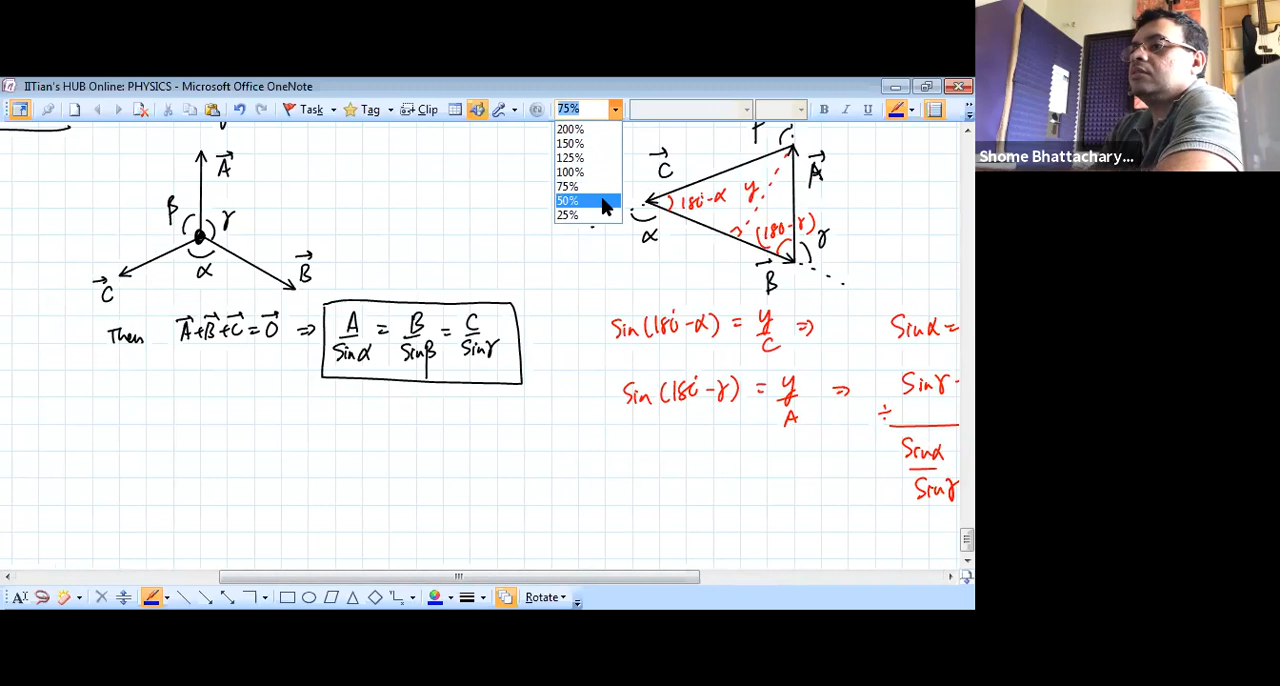 IITian's HUB Online: PHYSICS - Microsoft Office OneNote
Task Tag Clip 75% B I U
200%
150%
125%
100%
75%
50%
25%
A⃗
β γ
α
C⃗ B⃗
Then A⃗+B⃗+C⃗=0⃗ ⇒ A/Sinα = B/Sinβ = C/Sinγ
C⃗ A⃗
180-α y
(180-γ) γ
α
B⃗
Sin(180-α) = y/C ⇒ Sinα=
Sin(180-γ) = y/A ⇒ Sinγ
÷
Sinα/Sinγ
Rotate
Shome Bhattachary...